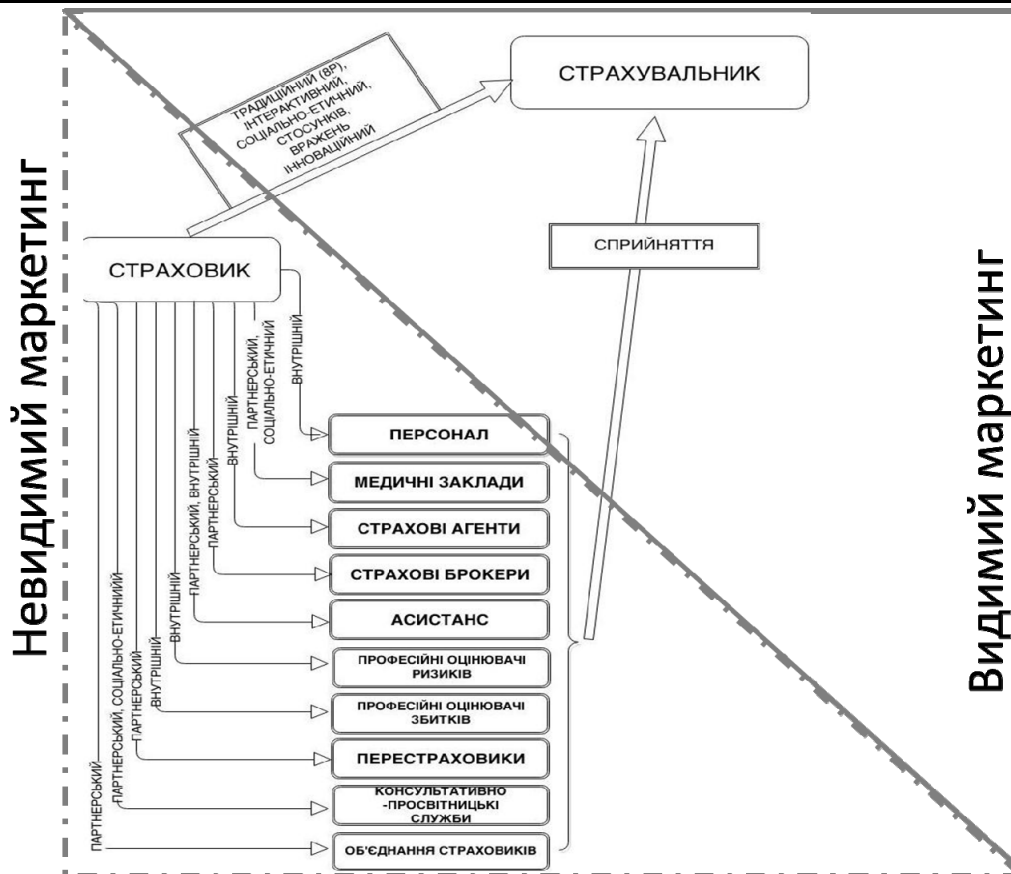 СТРАХУВАЛЬНИК
ТРАДИЦІЙНИЙ (8Р),
ІНТЕРАКТИВНИЙ,
СОЦІАЛЬНО-ЕТИЧНИЙ,
СТОСУНКІВ,
ВРАЖЕНЬ
ІННОВАЦІЙНИЙ
Невидимий маркетинг
СТРАХОВИК
СПРИЙНЯТТЯ
Видимий маркетинг
ПАРТНЕРСЬКИЙ
ПАРТНЕРСЬКИЙ, СОЦІАЛЬНО-ЕТИЧНИЙЙ
ПАРТНЕРСЬКИЙ
ВНУТРІШНІЙ
ВНУТРІШНІЙ
ПАРТНЕРСЬКИЙ, ВНУТРІШНІЙ
ПАРТНЕРСЬКИЙ
ВНУТРІШНІЙ
ПАРТНЕРСЬКИЙ,
СОЦІАЛЬНО-ЕТИЧНИЙ
ВНУТРІШНІЙ
ПЕРСОНАЛ
МЕДИЧНІ ЗАКЛАДИ
СТРАХОВІ АГЕНТИ
СТРАХОВІ БРОКЕРИ
АСИСТАНС
ПРОФЕСІЙНІ ОЦІНЮВАЧІ
РИЗИКІВ
ПРОФЕСІЙНІ ОЦІНЮВАЧІ
ЗБИТКІВ
ПЕРЕСТРАХОВИКИ
КОНСУЛЬТАТИВНО
-ПРОСВІТНИЦЬКІ
СЛУЖБИ
ОБ'ЄДНАННЯ СТРАХОВИКІВ